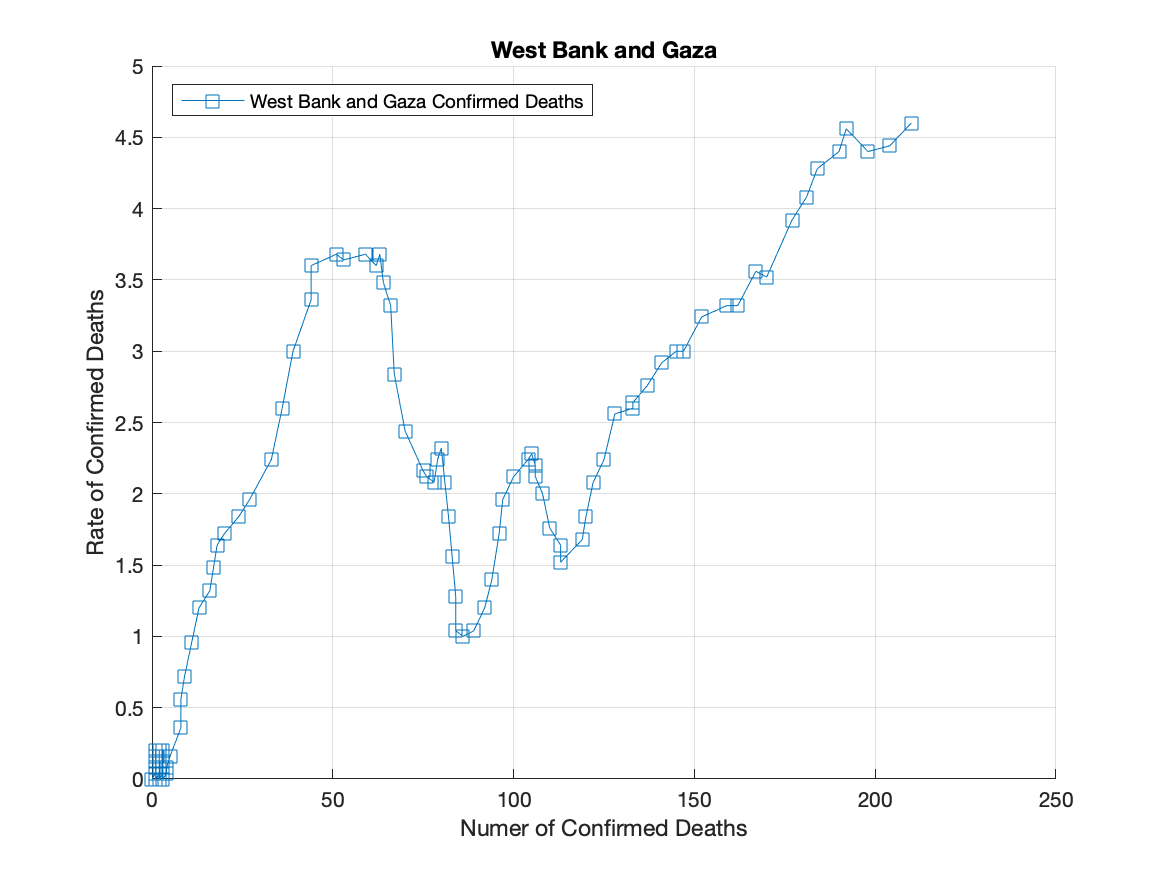 West Bank and Gaza
West Bank and Gaza Confirmed Deaths
5
4.5
4
3.5
3
2.5
2
1.5
1
0.5
0
Rate of Confirmed Deaths
0 50 100 150 200 250
Numer of Confirmed Deaths